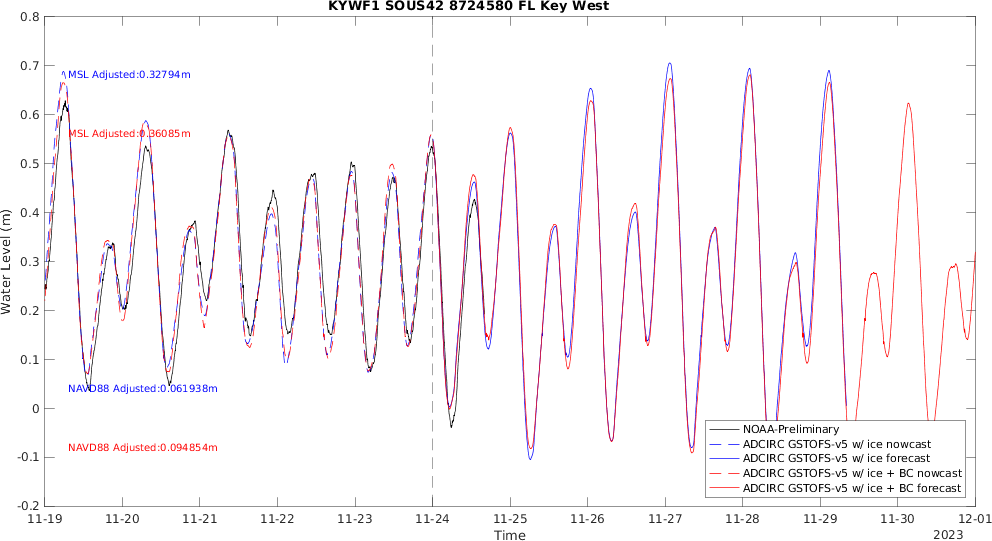 KYWF1 SOUS42 8724580 FL Key West
0.8
0.7
MSL Adjusted:0.32794m
0.6
MSL Adjusted:0.36085m
0.5
0.4
Water Level (m)
0.3
0.2
0.1
NAVD88 Adjusted:0.061938m
0
NAVD88 Adjusted:0.094854m
-0.1
-0.2
NOAA-Preliminary
ADCIRC GSTOFS-v5 w/ ice nowcast
ADCIRC GSTOFS-v5 w/ ice forecast
ADCIRC GSTOFS-v5 w/ ice + BC nowcast
ADCIRC GSTOFS-v5 w/ ice + BC forecast
11-19 11-20 11-21 11-22 11-23 11-24 11-25 11-26 11-27 11-28 11-29 11-30 12-01
Time
2023